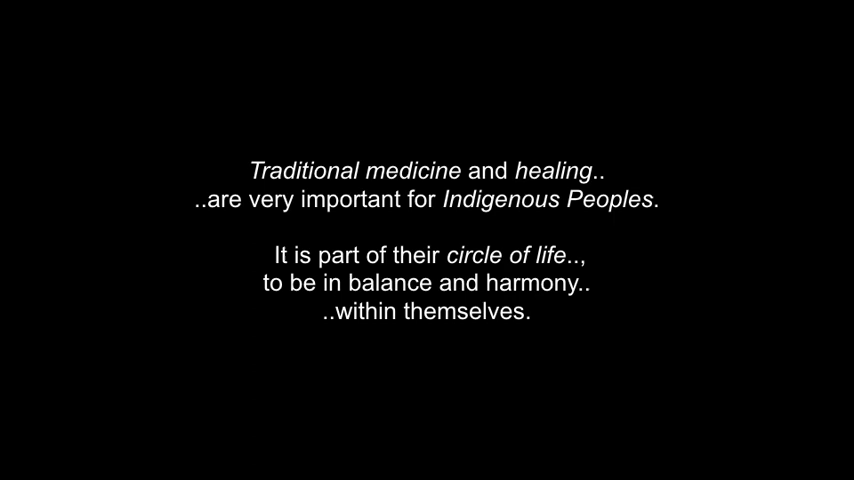 Traditional medicine and healing..
..are very important for Indigenous Peoples.
It is part of their circle of life..,
to be in balance and harmony..
..within themselves.